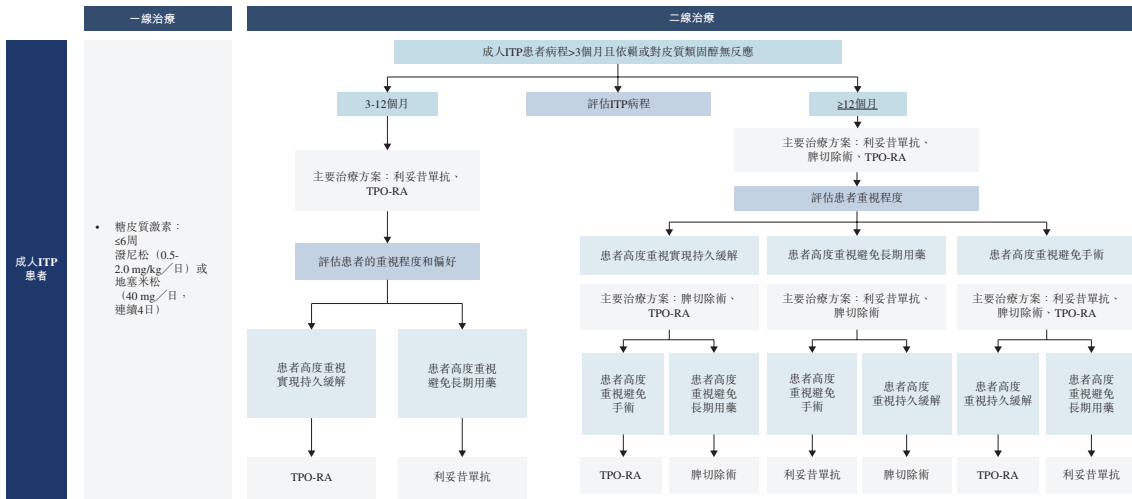 一線治療
二線治療
成人ITP
患者
• 糖皮質激素：
≤6周
潑尼松（0.5-
2.0 mg/kg／日）或
地塞米松
（40 mg／日，
連續4日）
成人ITP患者病程>3個月且依賴或對皮質類固醇無反應
3-12個月
評估ITP病程
≥12個月
主要治療方案：利妥昔單抗、
TPO-RA
主要治療方案：利妥昔單抗、
脾切除術、TPO-RA
評估患者的重視程度和偏好
評估患者重視程度
患者高度重視實現持久緩解
患者高度重視避免長期用藥
患者高度重視避免手術
主要治療方案：脾切除術、
TPO-RA
主要治療方案：利妥昔單抗、
脾切除術
主要治療方案：利妥昔單抗、
脾切除術、TPO-RA
患者高度重視
實現持久緩解
患者高度重視
避免長期用藥
患者高度
重視避免
手術
患者高度
重視避免
長期用藥
患者高度
重視避免
手術
患者高度
重視持久緩解
患者高度
重視持久緩解
患者高度
重視避免
長期用藥
TPO-RA
利妥昔單抗
TPO-RA
脾切除術
利妥昔單抗
脾切除術
TPO-RA
利妥昔單抗